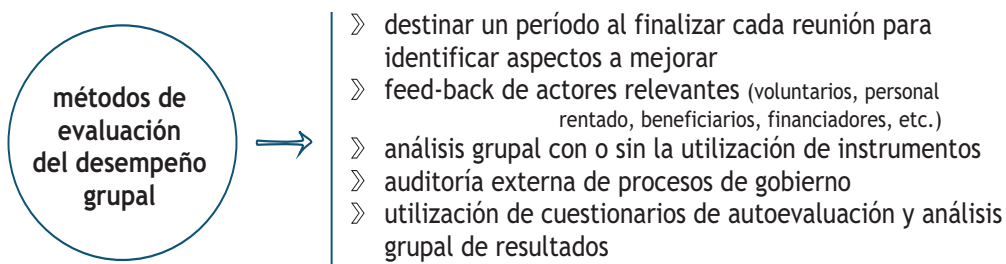 métodos de
evaluación
del desempeño
grupal
》 destinar un período al finalizar cada reunión para
identificar aspectos a mejorar
》 feed-back de actores relevantes (voluntarios, personal
rentado, beneficiarios, financiadores, etc.)
》 análisis grupal con o sin la utilización de instrumentos
》 auditoría externa de procesos de gobierno
》 utilización de cuestionarios de autoevaluación y análisis
grupal de resultados